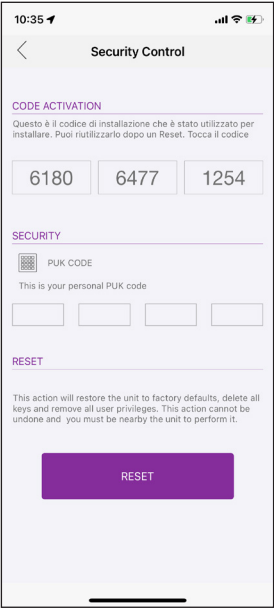 10:35
Security Control
CODE ACTIVATION
Questo è il codice di installazione che è stato utilizzato per
installare. Puoi riutilizzarlo dopo un Reset. Tocca il codice
6180 6477 1254
SECURITY
PUK CODE
This is your personal PUK code
RESET
This action will restore the unit to factory defaults, delete all
keys and remove all user privileges. This action cannot be
undone and you must be nearby the unit to perform it.
RESET